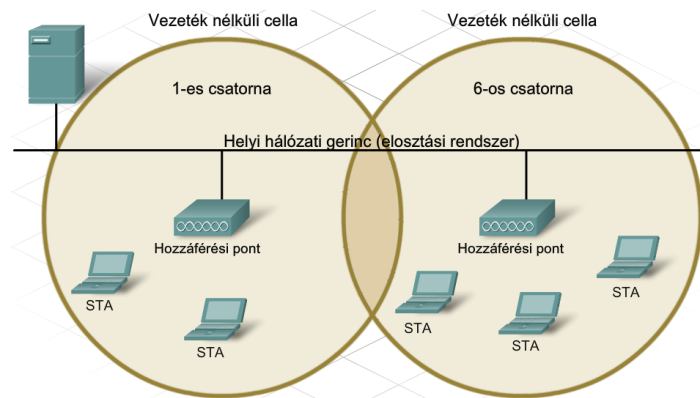 Vezeték nélküli cella
Vezeték nélküli cella
1-es csatorna
6-os csatorna
Helyi hálózati gerinc (elosztási rendszer)
Hozzáférési pont
Hozzáférési pont
STA
STA
STA
STA
STA